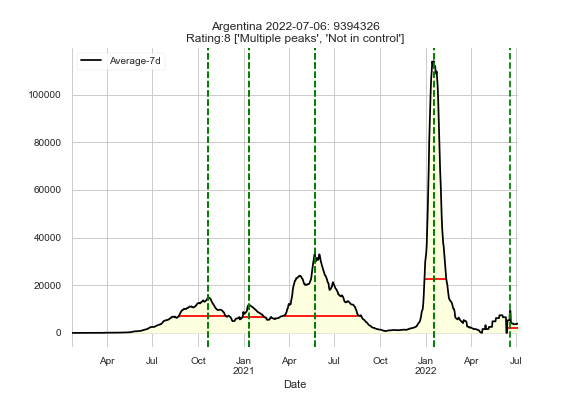 Argentina 2022-07-06: 9394326
Rating:8 ['Multiple peaks', 'Not in control']
Average-7d
100000
80000
60000
40000
20000
0
Apr
Jul
Oct
Jan
2021
Apr
Jul
Oct
Jan
2022
Apr
Jul
Date